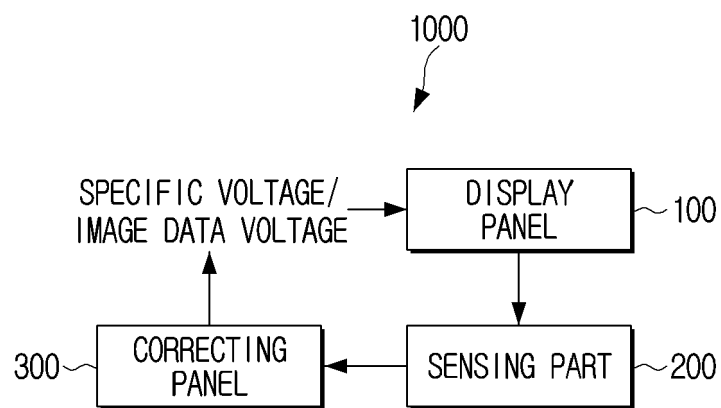 1000
SPECIFIC VOLTAGE/
IMAGE DATA VOLTAGE
DISPLAY
PANEL
100
300
CORRECTING
PANEL
SENSING PART
200